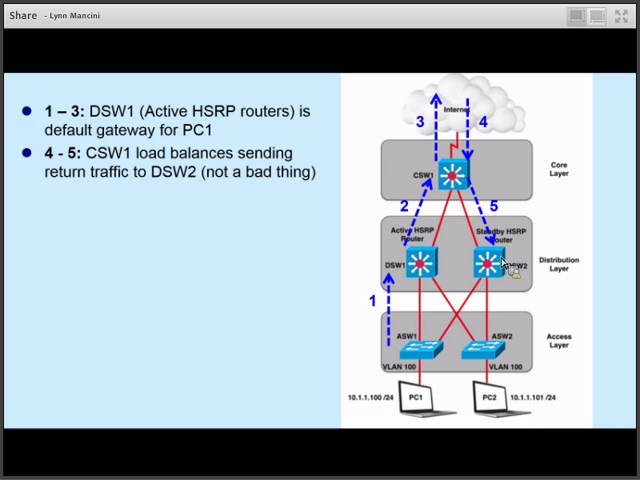 Share - Lynn Mancini
1 – 3: DSW1 (Active HSRP routers) is
default gateway for PC1
4 - 5: CSW1 load balances sending
return traffic to DSW2 (not a bad thing)
Internet
3
4
CSW1
Core
Layer
2
5
Active HSRP
Router
Standby HSRP
Router
DSW1
DSW2
Distribution
Layer
1
ASW1
ASW2
Access
Layer
VLAN 100
VLAN 100
10.1.1.100 /24
PC1
PC2
10.1.1.101 /24